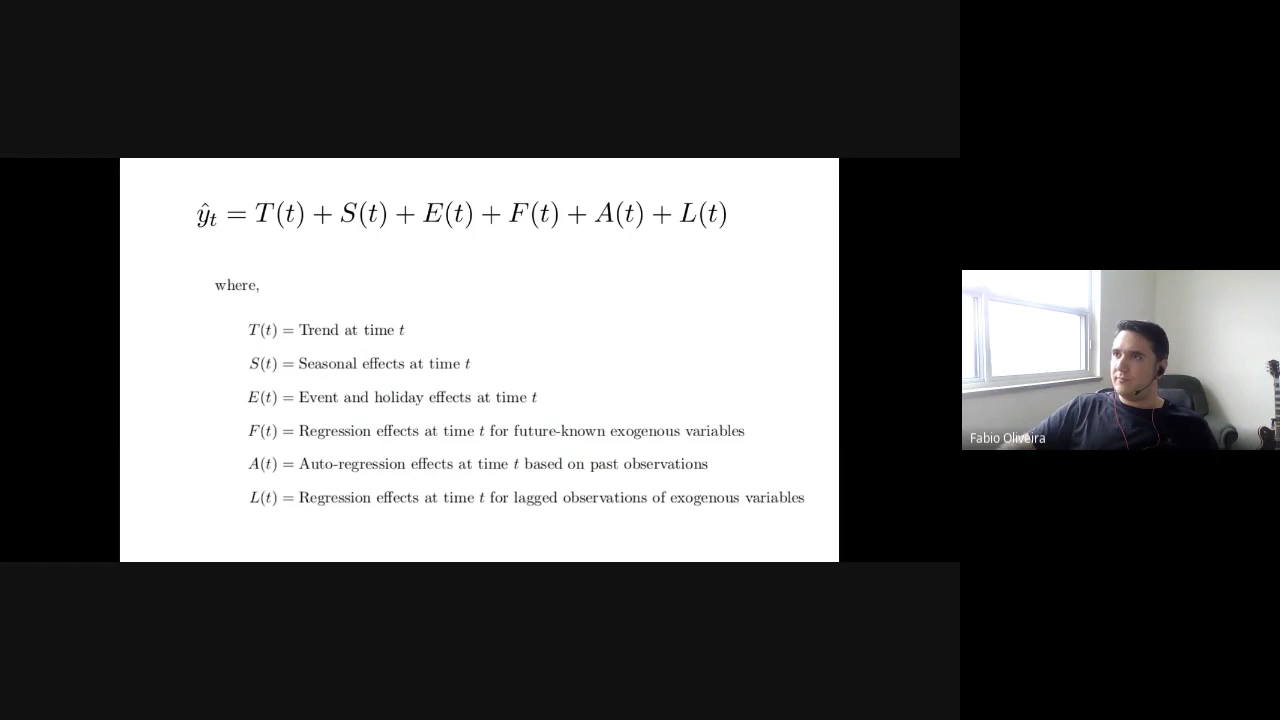 ŷₜ = T(t) + S(t) + E(t) + F(t) + A(t) + L(t)
where,
T(t) = Trend at time t
S(t) = Seasonal effects at time t
E(t) = Event and holiday effects at time t
F(t) = Regression effects at time t for future-known exogenous variables
A(t) = Auto-regression effects at time t based on past observations
L(t) = Regression effects at time t for lagged observations of exogenous variables
Fabio Oliveira